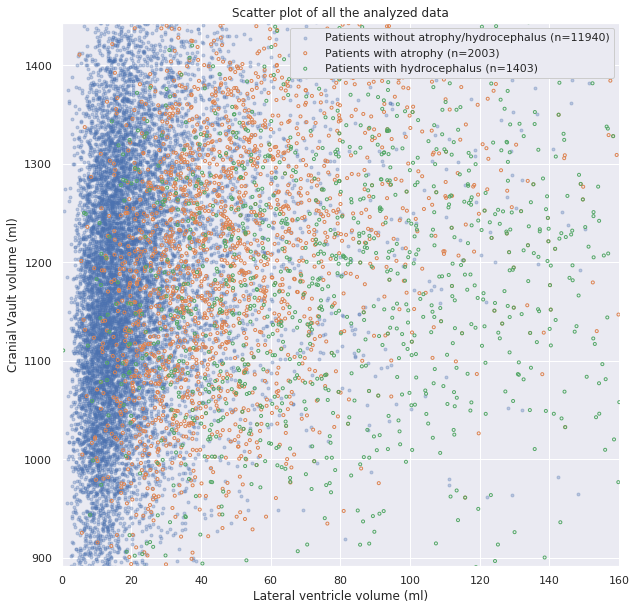 Scatter plot of all the analyzed data
Patients without atrophy/hydrocephalus (n=11940)
Patients with atrophy (n=2003)
Patients with hydrocephalus (n=1403)
1400
1300
1200
1100
1000
900
Cranial Vault volume (ml)
0 20 40 60 80 100 120 140 160
Lateral ventricle volume (ml)